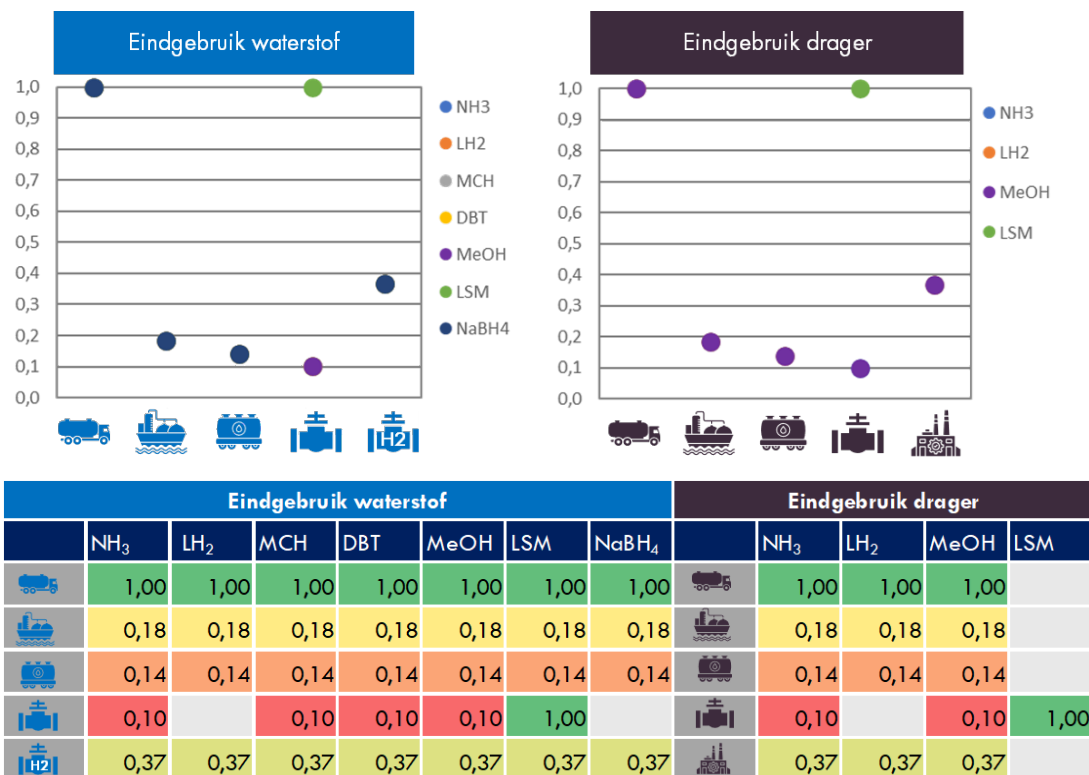 Eindgebruik waterstof
1,0
0,9
0,8
0,7
0,6
0,5
0,4
0,3
0,2
0,1
0,0
NH3
LH2
MCH
DBT
MeOH
LSM
NaBH4
H2
Eindgebruik drager
1,0
0,9
0,8
0,7
0,6
0,5
0,4
0,3
0,2
0,1
0,0
NH3
LH2
MeOH
LSM
Eindgebruik waterstof Eindgebruik drager
NH₃ LH₂ MCH DBT MeOH LSM NaBH₄ NH₃ LH₂ MeOH LSM
1,00 1,00 1,00 1,00 1,00 1,00 1,00 1,00 1,00 1,00
0,18 0,18 0,18 0,18 0,18 0,18 0,18 0,18 0,18 0,18
0,14 0,14 0,14 0,14 0,14 0,14 0,14 0,14 0,14 0,14
0,10 0,10 0,10 0,10 1,00 0,10 0,10 1,00
H2 0,37 0,37 0,37 0,37 0,37 0,37 0,37 0,37 0,37 0,37